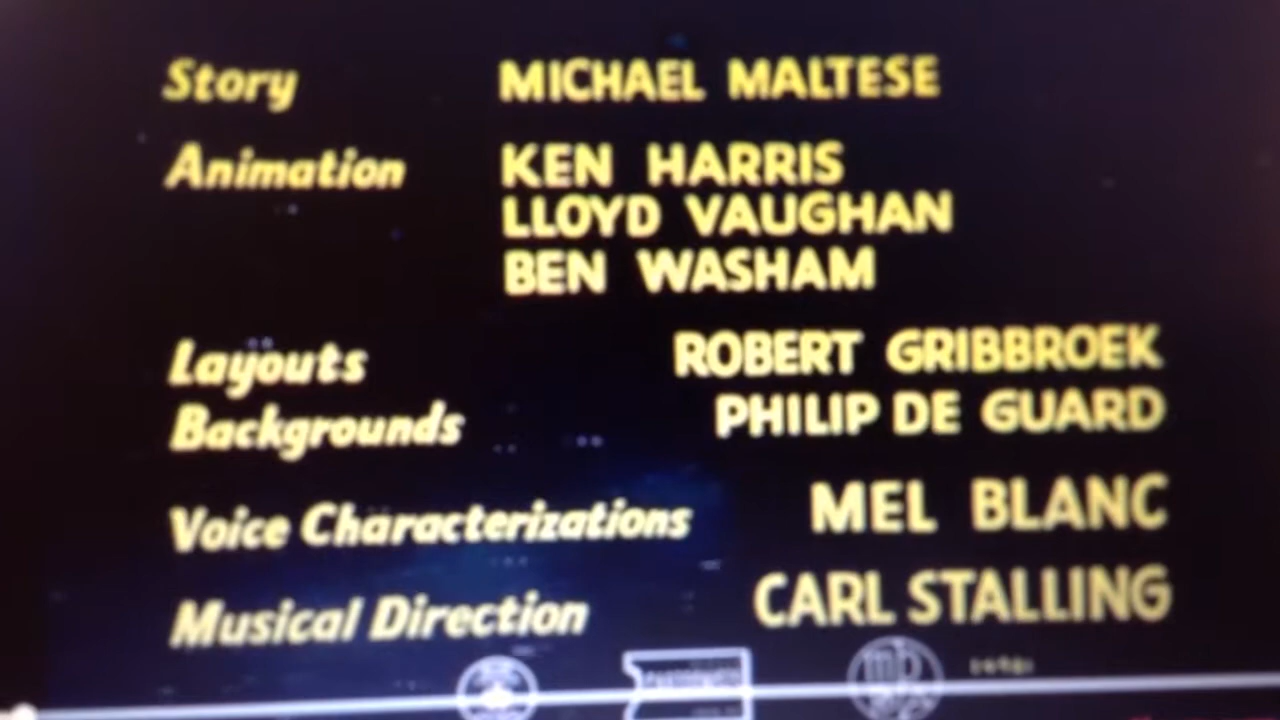 Story MICHAEL MALTESE
Animation KEN HARRIS
LLOYD VAUGHAN
BEN WASHAM
Layouts ROBERT GRIBBROEK
Backgrounds PHILIP DE GUARD
Voice Characterizations MEL BLANC
Musical Direction CARL STALLING